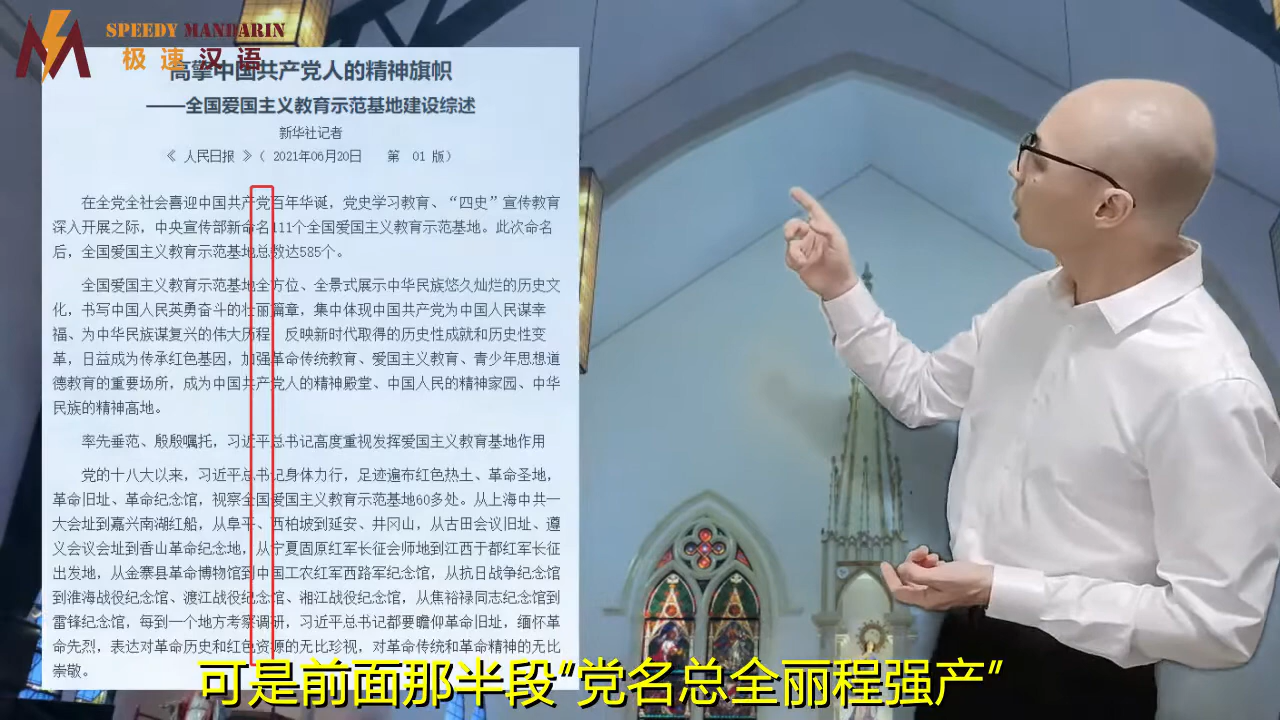 SPEEDY MANDARIN
极速汉语
高擎中国共产党人的精神旗帜
——全国爱国主义教育示范基地建设综述
新华社记者
《 人民日报 》（ 2021年06月20日 第 01 版）
在全党全社会喜迎中国共产党百年华诞，党史学习教育、“四史”宣传教育
深入开展之际，中央宣传部新命名111个全国爱国主义教育示范基地。此次命名
后，全国爱国主义教育示范基地总数达585个。
全国爱国主义教育示范基地全方位、全景式展示中华民族悠久灿烂的历史文
化，书写中国人民英勇奋斗的壮丽篇章，集中体现中国共产党为中国人民谋幸
福、为中华民族谋复兴的伟大历程，反映新时代取得的历史性成就和历史性变
革，日益成为传承红色基因，加强革命传统教育、爱国主义教育、青少年思想道
德教育的重要场所，成为中国共产党人的精神殿堂、中国人民的精神家园、中华
民族的精神高地。
率先垂范、殷殷嘱托，习近平总书记高度重视发挥爱国主义教育基地作用
党的十八大以来，习近平总书记身体力行，足迹遍布红色热土、革命圣地，
革命旧址、革命纪念馆，视察全国爱国主义教育示范基地60多处。从上海中共一
大会址到嘉兴南湖红船，从阜平、西柏坡到延安、井冈山，从古田会议旧址、遵
义会议会址到香山革命纪念地，从宁夏固原红军长征会师地到江西于都红军长征
出发地，从金寨县革命博物馆到中国工农红军西路军纪念馆，从抗日战争纪念馆
到淮海战役纪念馆、渡江战役纪念馆、湘江战役纪念馆，从焦裕禄同志纪念馆到
雷锋纪念馆，每到一个地方考察调研，习近平总书记都要瞻仰革命旧址，缅怀革
命先烈，表达对革命历史和红色资源的无比珍视，对革命传统和革命精神的无比
崇敬。
可是前面那半段“党名总全丽程强产”